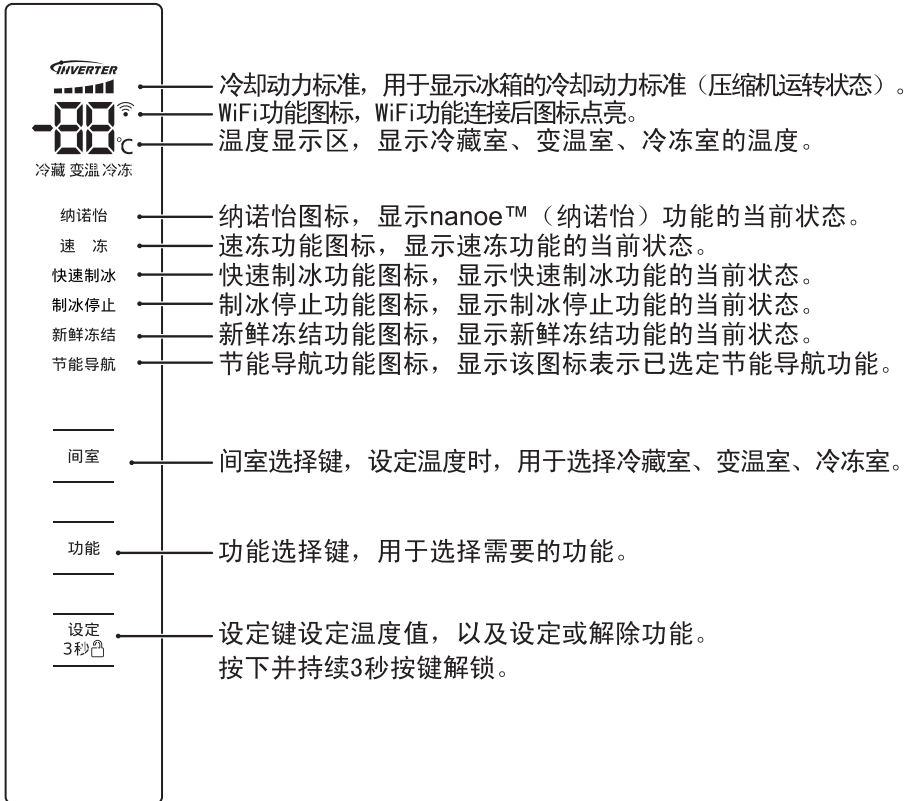 INVERTER
冷却动力标准，用于显示冰箱的冷却动力标准（压缩机运转状态）。
WiFi功能图标，WiFi功能连接后图标点亮。
-88℃
温度显示区，显示冷藏室、变温室、冷冻室的温度。
冷藏 变温 冷冻
纳诺怡
纳诺怡图标，显示nanoe™（纳诺怡）功能的当前状态。
速 冻
速冻功能图标，显示速冻功能的当前状态。
快速制冰
快速制冰功能图标，显示快速制冰功能的当前状态。
制冰停止
制冰停止功能图标，显示制冰停止功能的当前状态。
新鲜冻结
新鲜冻结功能图标，显示新鲜冻结功能的当前状态。
节能导航
节能导航功能图标，显示该图标表示已选定节能导航功能。
间室
间室选择键，设定温度时，用于选择冷藏室、变温室、冷冻室。
功能
功能选择键，用于选择需要的功能。
设定
3秒
设定键设定温度值，以及设定或解除功能。
按下并持续3秒按键解锁。